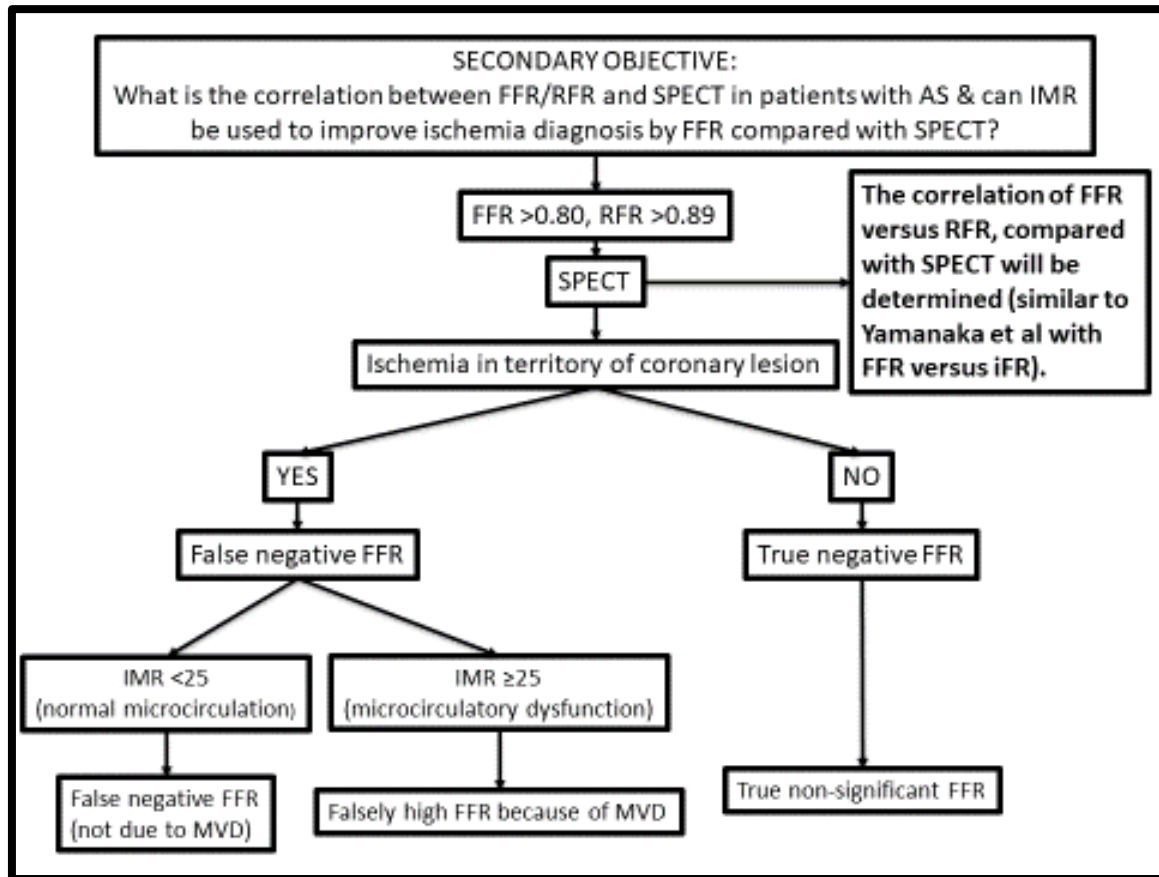 SECONDARY OBJECTIVE:
What is the correlation between FFR/RFR and SPECT in patients with AS & can IMR
be used to improve ischemia diagnosis by FFR compared with SPECT?
FFR >0.80, RFR >0.89
SPECT
The correlation of FFR
versus RFR, compared
with SPECT will be
determined (similar to
Yamanaka et al with
FFR versus iFR).
Ischemia in territory of coronary lesion
YES
NO
False negative FFR
True negative FFR
IMR <25
(normal microcirculation)
IMR ≥25
(microcirculatory dysfunction)
False negative FFR
(not due to MVD)
Falsely high FFR because of MVD
True non-significant FFR